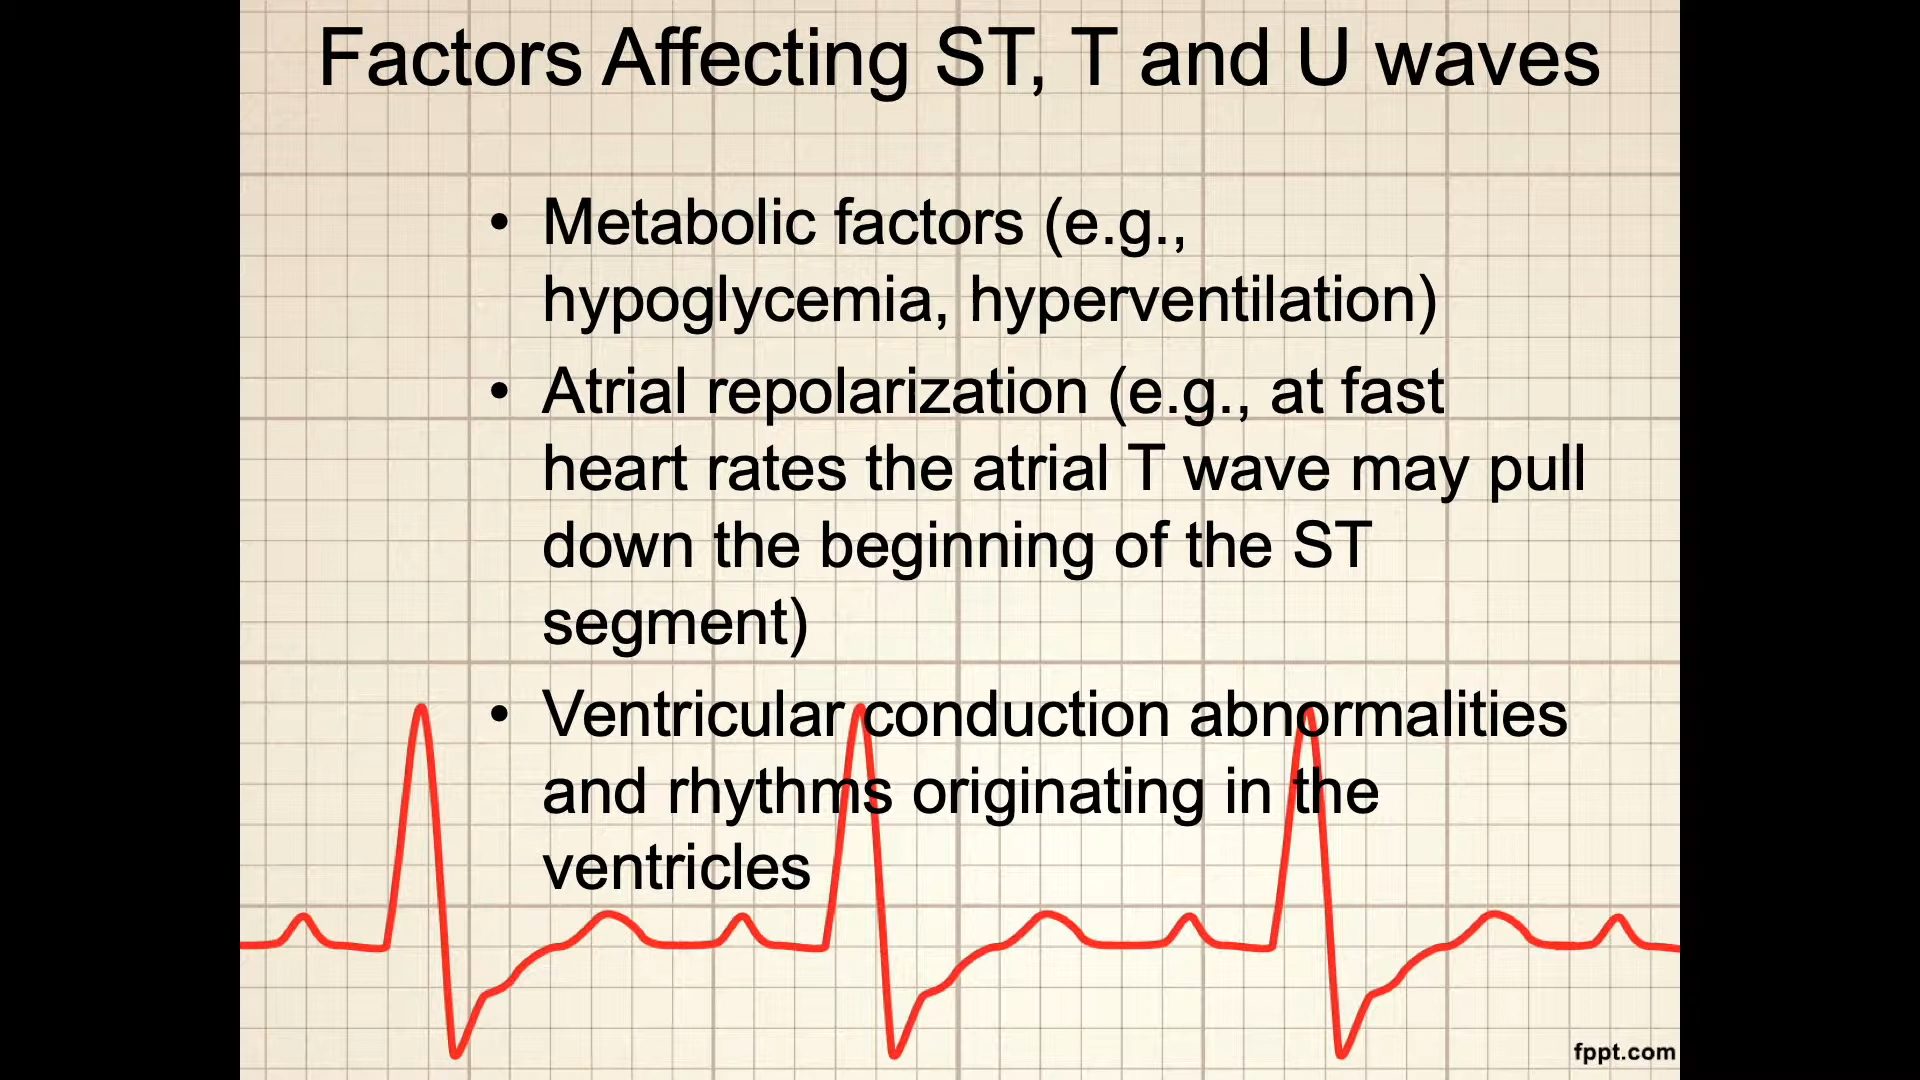 Factors Affecting ST, T and U waves
• Metabolic factors (e.g.,
hypoglycemia, hyperventilation)
• Atrial repolarization (e.g., at fast
heart rates the atrial T wave may pull
down the beginning of the ST
segment)
• Ventricular conduction abnormalities
and rhythms originating in the
ventricles
fppt.com